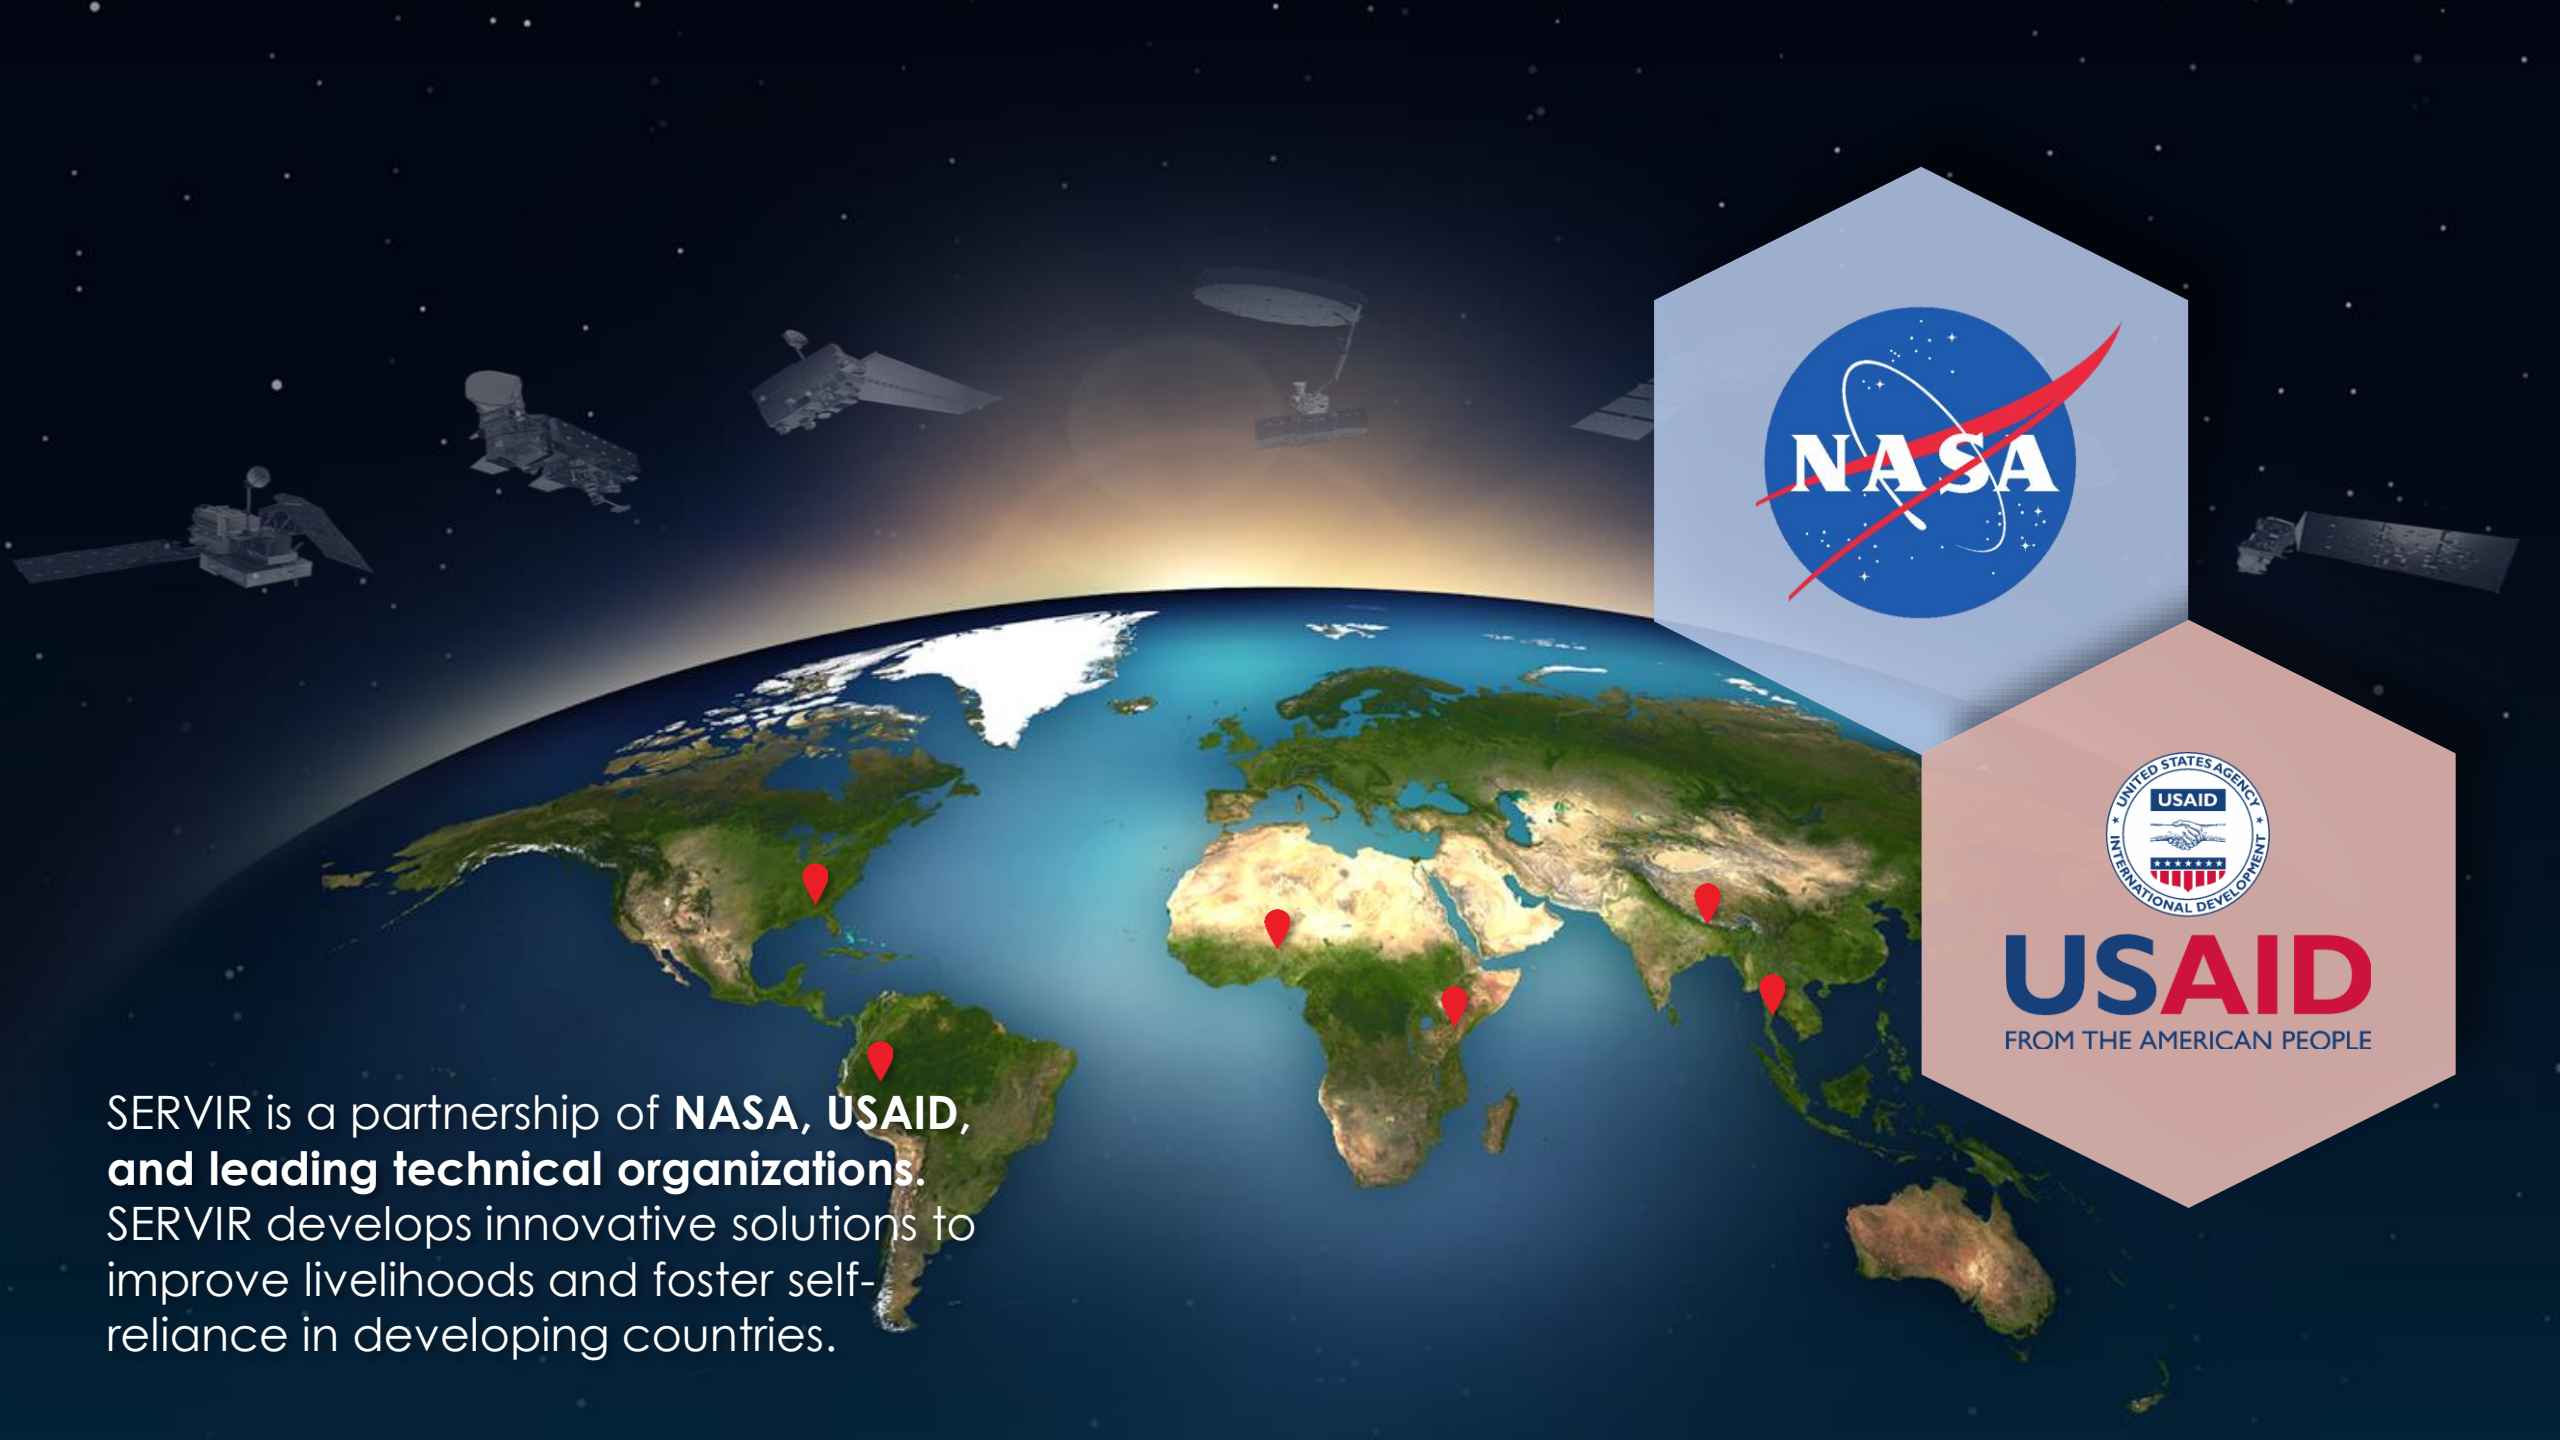 NASA
UNITED STATES AGENCY
USAID
INTERNATIONAL DEVELOPMENT
USAID
FROM THE AMERICAN PEOPLE
SERVIR is a partnership of NASA, USAID,
and leading technical organizations.
SERVIR develops innovative solutions to
improve livelihoods and foster self-
reliance in developing countries.